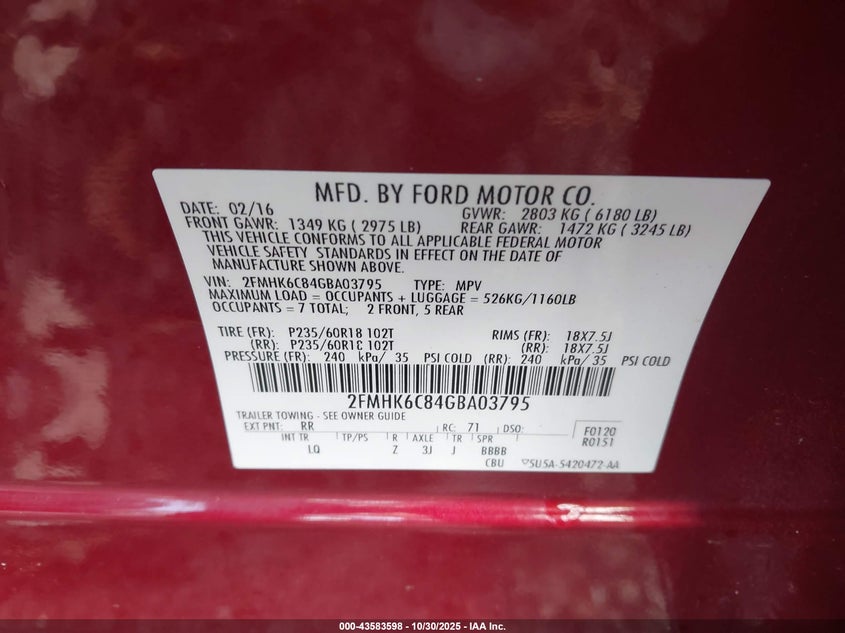 MFD. BY FORD MOTOR CO.
DATE: 02/16 GVWR: 2803 KG ( 6180 LB)
FRONT GAWR: 1349 KG ( 2975 LB) REAR GAWR: 1472 KG ( 3245 LB)
THIS VEHICLE CONFORMS TO ALL APPLICABLE FEDERAL MOTOR
VEHICLE SAFETY STANDARDS IN EFFECT ON THE DATE OF
MANUFACTURE SHOWN ABOVE.
VIN: 2FMHK6C84GBA03795 TYPE: MPV
MAXIMUM LOAD = OCCUPANTS + LUGGAGE = 526KG/1160LB
OCCUPANTS = 7 TOTAL; 2 FRONT, 5 REAR
TIRE (FR): P235/60R18 102T RIMS (FR): 18X7.5J
(RR): P235/60R18 102T (RR): 18X7.5J
PRESSURE (FR): 240 kPa/ 35 PSI COLD (RR): 240 kPa/ 35 PSI COLD
2FMHK6C84GBA03795
TRAILER TOWING - SEE OWNER GUIDE
EXT PNT: RR RC: 71 DSO: F0120
R0151
INT TR TP/PS R AXLE TR SPR
LQ Z 3J J BBBB
CBU 5U5A-5420472-AA
000-43583598 - 10/30/2025 - IAA Inc.